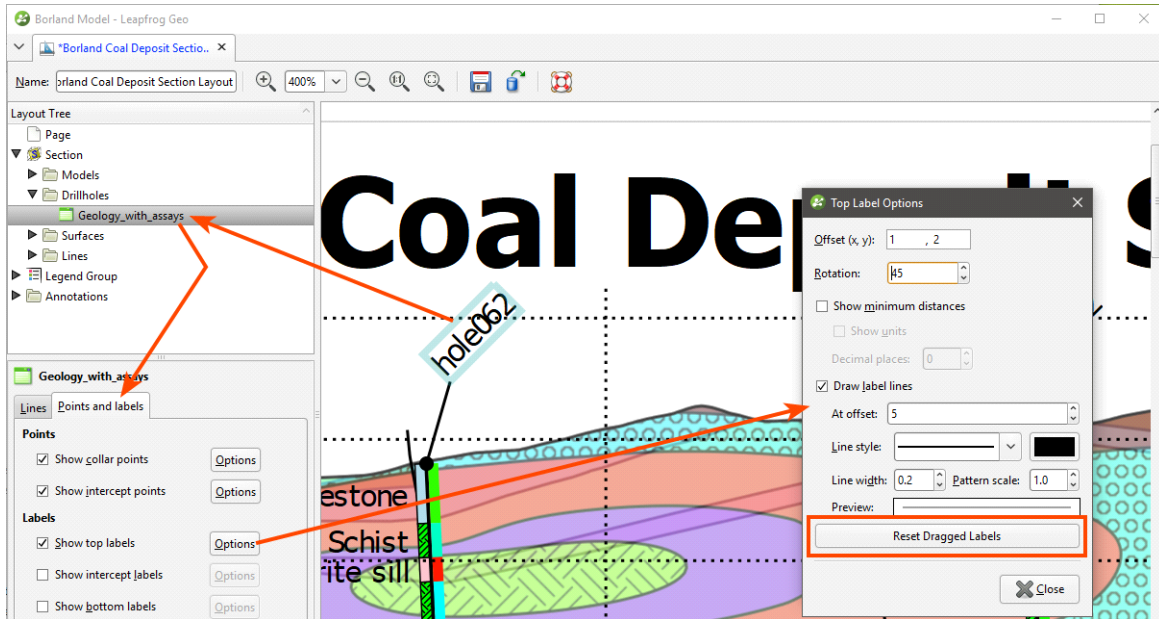 Borland Model - Leapfrog Geo
*Borland Coal Deposit Sectio..
Name: orland Coal Deposit Section Layout 400%
Layout Tree
Page
Section
Models
Drillholes
Geology_with_assays
Surfaces
Lines
Legend Group
Annotations
Geology_with_assays
Lines Points and labels
Points
Show collar points Options
Show intercept points Options
Labels
Show top labels Options
Show intercept labels Options
Show bottom labels Options
Coal De
hole062
estone
Schist
rite sill
Top Label Options
Offset (x, y): 1 , 2
Rotation: 45
Show minimum distances
Show units
Decimal places: 0
Draw label lines
At offset: 5
Line style:
Line width: 0.2 Pattern scale: 1.0
Preview:
Reset Dragged Labels
Close